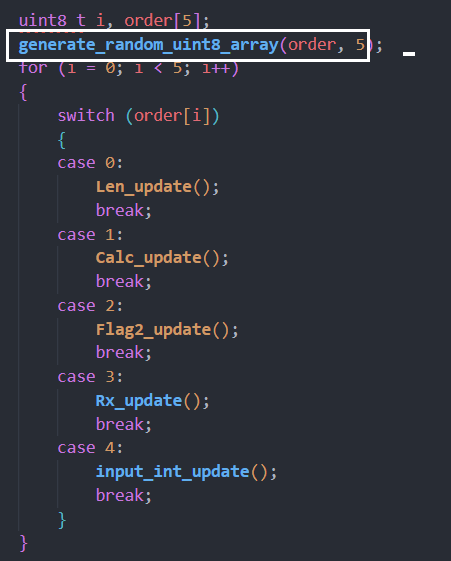 uint8_t i, order[5];
generate_random_uint8_array(order, 5);
for (i = 0; i < 5; i++)
{
    switch (order[i])
    {
    case 0:
        Len_update();
        break;
    case 1:
        Calc_update();
        break;
    case 2:
        Flag2_update();
        break;
    case 3:
        Rx_update();
        break;
    case 4:
        input_int_update();
        break;
    }
}